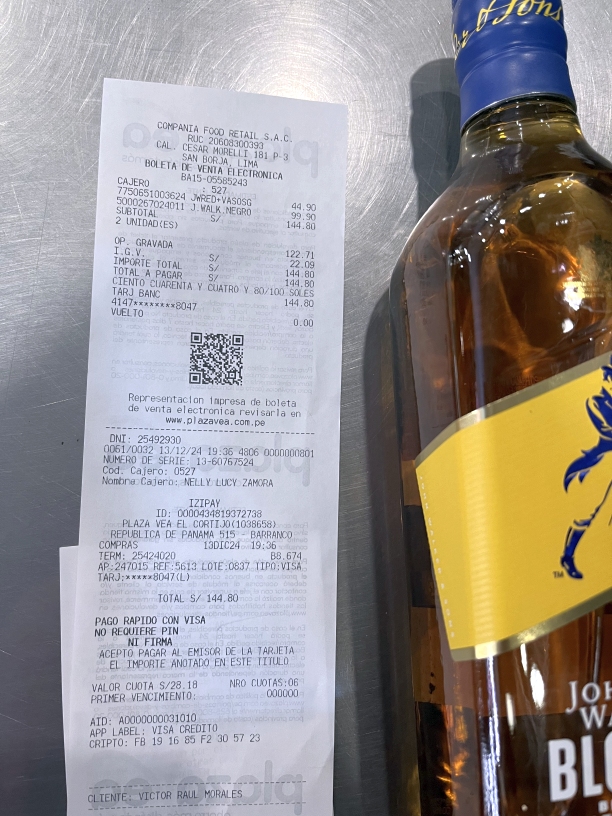 COMPANIA FOOD RETAIL S.A.C.
RUC 20608300393
CAL. CESAR MORELLI 181 P-3
SAN BORJA, LIMA
BOLETA DE VENTA ELECTRONICA
BA15-05585243
CAJERO : 527
7750651003624 JWRED+VASOSG 44.90
5000267024011 J.WALK.NEGRO 99.90
SUBTOTAL S/ 144.80
2 UNIDAD(ES)
OP. GRAVADA 122.71
I.G.V. S/ 22.09
IMPORTE TOTAL S/ 144.80
TOTAL A PAGAR S/ 144.80
CIENTO CUARENTA Y CUATRO Y 80/100 SOLES
TARJ BANC 144.80
4147********8047
VUELTO 0.00
Representacion impresa de boleta
de venta electronica revisarla en
www.plazavea.com.pe
DNI: 25492930
0061/0032 13/12/24 19:36 4806 0000000801
NUMERO DE SERIE: 13-60767524
Cod. Cajero: 0527
Nombre Cajero: NELLY LUCY ZAMORA
IZIPAY
ID: 0000434819372738
PLAZA VEA EL CORTIJO(1038658)
REPUBLICA DE PANAMA 515 - BARRANCO
COMPRAS 13DIC24 19:36
TERM: 25424020 B8.674
AP:247015 REF:5613 LOTE:0837 TIPO:VISA
TARJ:*****8047(L)
TOTAL S/ 144.80
PAGO RAPIDO CON VISA
NO REQUIERE PIN
NI FIRMA
ACEPTO PAGAR AL EMISOR DE LA TARJETA
EL IMPORTE ANOTADO EN ESTE TITULO
VALOR CUOTA S/28.18 NRO CUOTAS:06
PRIMER VENCIMIENTO: 000000
AID: A0000000031010
APP LABEL: VISA CREDITO
CRIPTO: FB 19 16 85 F2 30 57 23
CLIENTE: VICTOR RAUL MORALES
& Sons
TM
JOH
WA
BLO